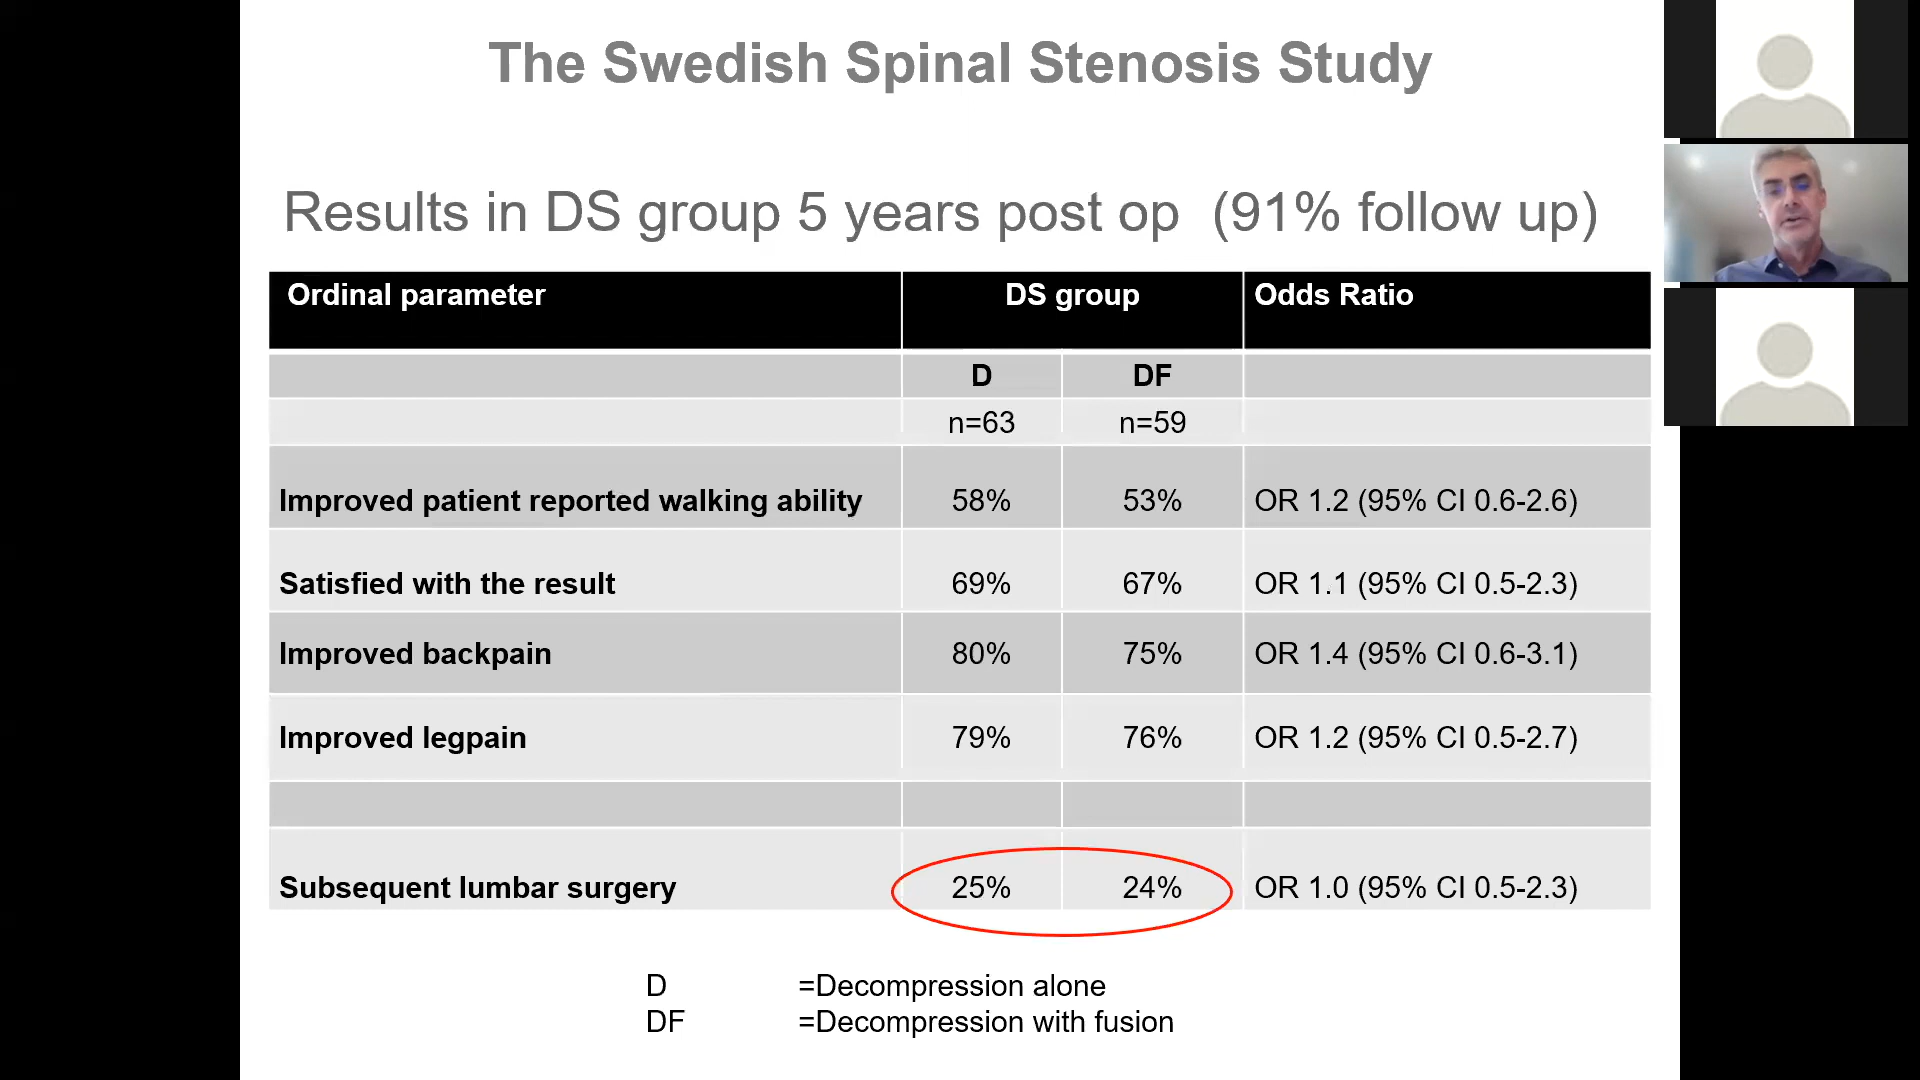 The Swedish Spinal Stenosis Study
Results in DS group 5 years post op (91% follow up)
Ordinal parameter DS group Odds Ratio
D DF
n=63 n=59
Improved patient reported walking ability 58% 53% OR 1.2 (95% CI 0.6-2.6)
Satisfied with the result 69% 67% OR 1.1 (95% CI 0.5-2.3)
Improved backpain 80% 75% OR 1.4 (95% CI 0.6-3.1)
Improved legpain 79% 76% OR 1.2 (95% CI 0.5-2.7)
Subsequent lumbar surgery 25% 24% OR 1.0 (95% CI 0.5-2.3)
D =Decompression alone
DF =Decompression with fusion